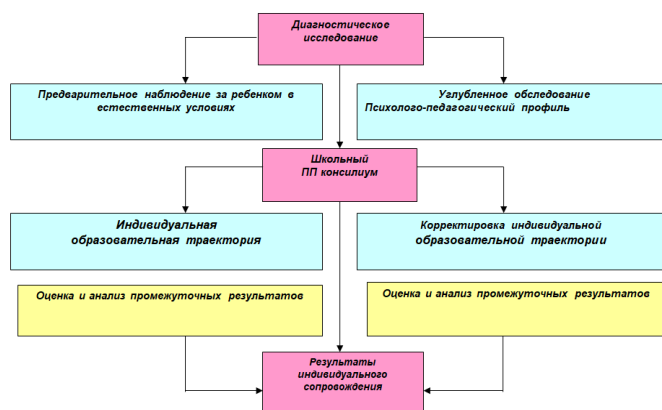 Диагностическое
исследование
Предварительное наблюдение за ребенком в
естественных условиях
Углубленное обследование
Психолого-педагогический профиль
Школьный
ПП консилиум
Индивидуальная
образовательная траектория
Корректировка индивидуальной
образовательной траектории
Оценка и анализ промежуточных результатов
Оценка и анализ промежуточных результатов
Результаты
индивидуального
сопровождения